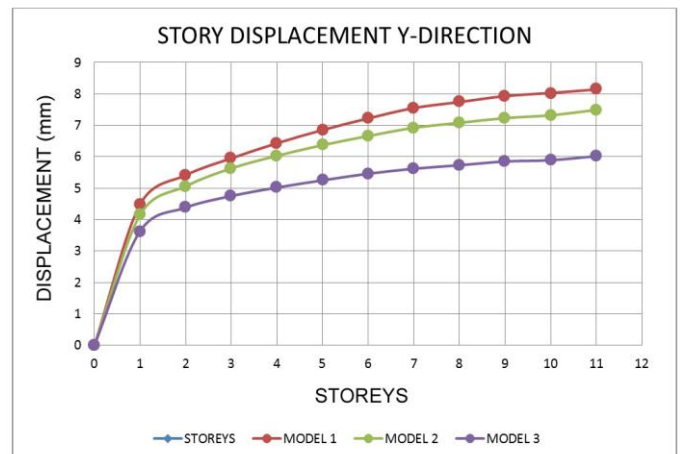 STORY DISPLACEMENT Y-DIRECTION
DISPLACEMENT (mm)
9
8
7
6
5
4
3
2
1
0
0 1 2 3 4 5 6 7 8 9 10 11 12
STOREYS
STOREYS MODEL 1 MODEL 2 MODEL 3